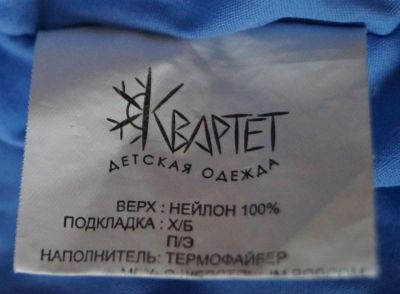 КВАРТЕТ
ДЕТСКАЯ ОДЕЖДА
ВЕРХ : НЕЙЛОН 100%
ПОДКЛАДКА : Х/Б
П/Э
НАПОЛНИТЕЛЬ: ТЕРМОФАЙБЕР